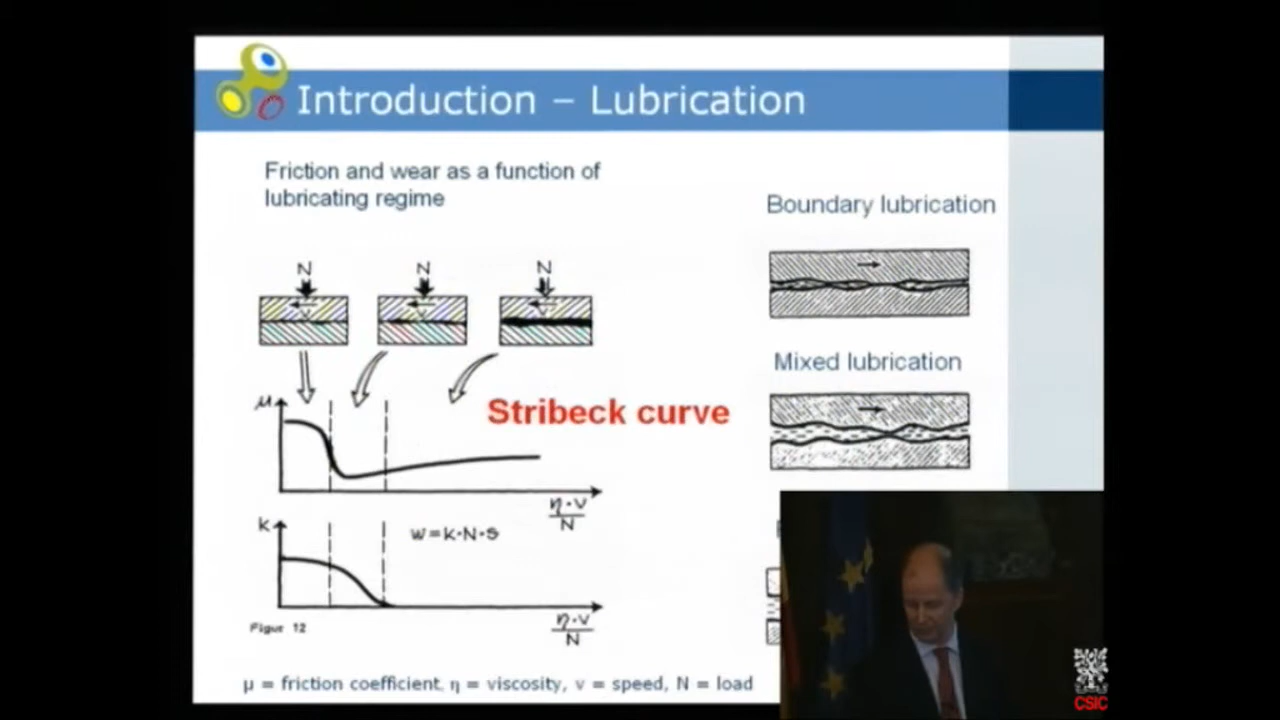 Introduction – Lubrication
Friction and wear as a function of
lubricating regime
Boundary lubrication
N N N
v v v
Mixed lubrication
μ
Stribeck curve
η·v
N
k
W=k·N·s
η·v
N
Figur 12
μ = friction coefficient, η = viscosity, v = speed, N = load
CSIC